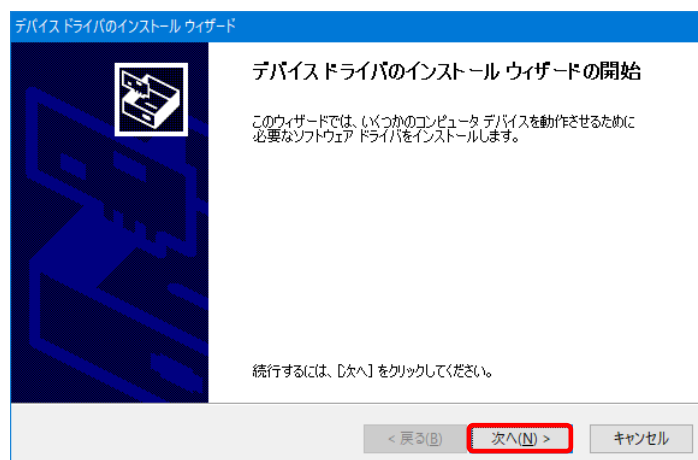 デバイス ドライバのインストール ウィザード
デバイス ドライバのインストール ウィザードの開始
このウィザードでは、いくつかのコンピュータ デバイスを動作させるために
必要なソフトウェア ドライバをインストールします。
続行するには、[次へ] をクリックしてください。
< 戻る(B)
次へ(N) >
キャンセル